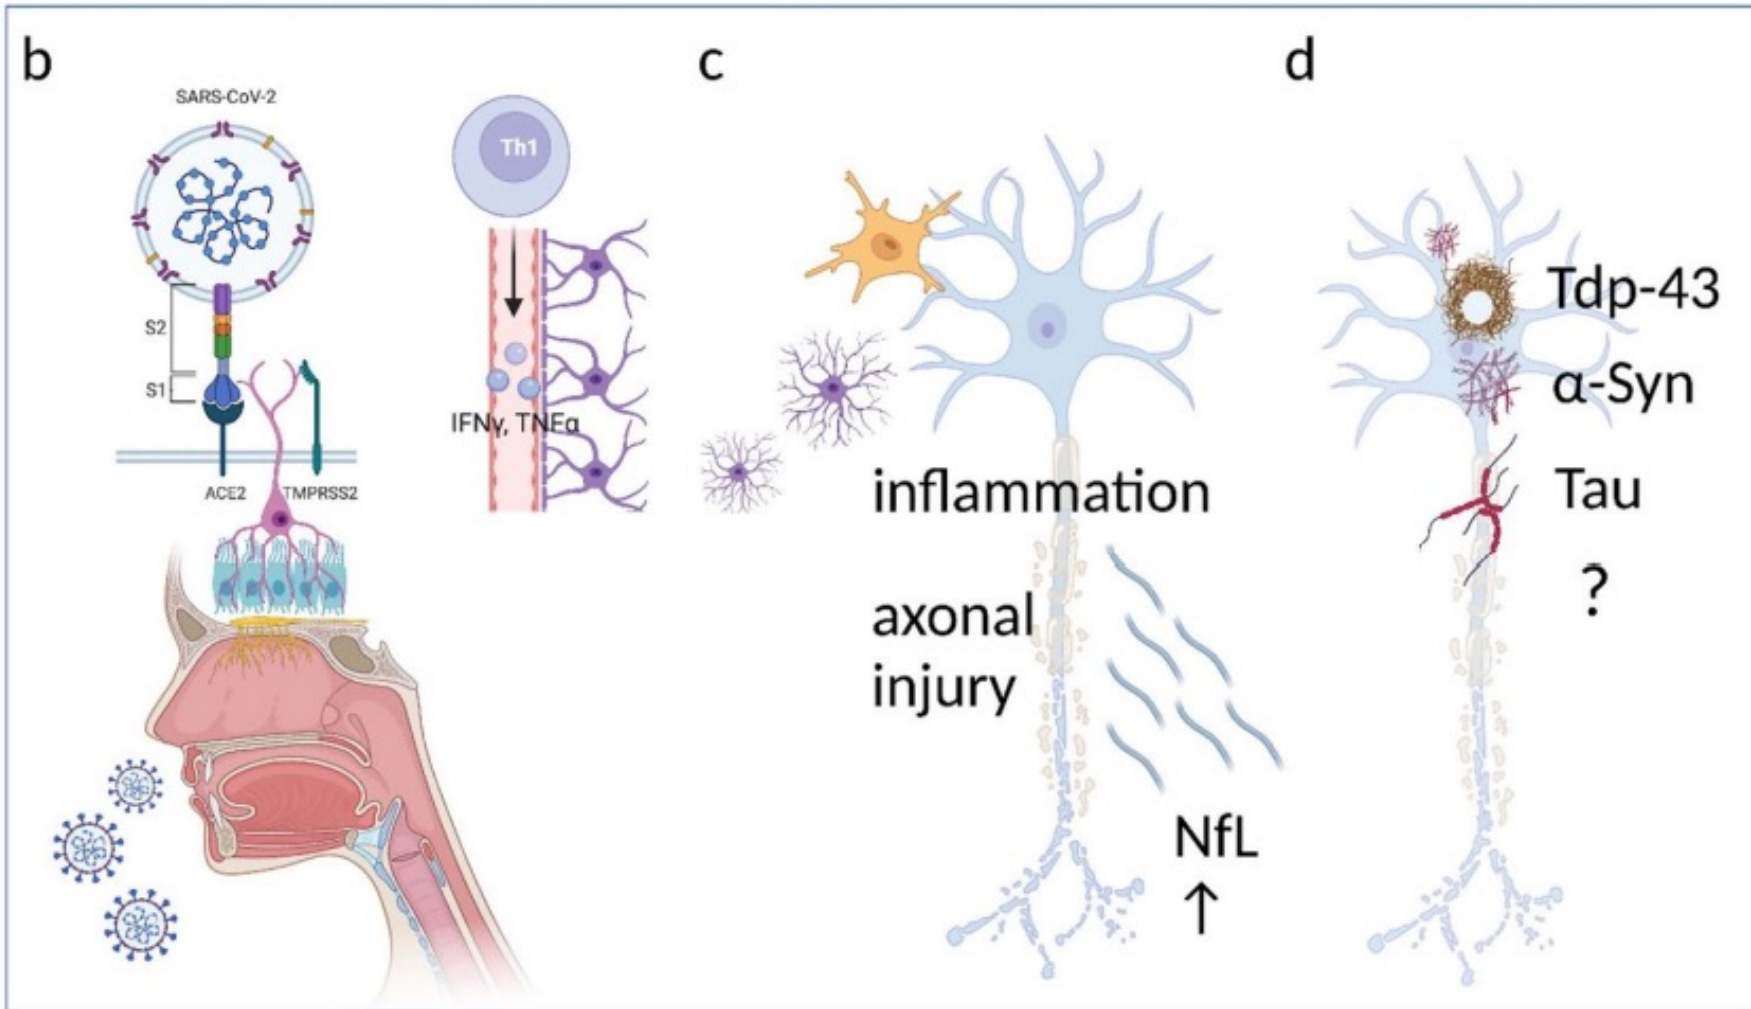 b
SARS-CoV-2
S2
S1
ACE2
TMPRSS2
Th1
IFNγ, TNFα
c
inflammation
axonal
injury
NfL
↑
d
Tdp-43
α-Syn
Tau
?